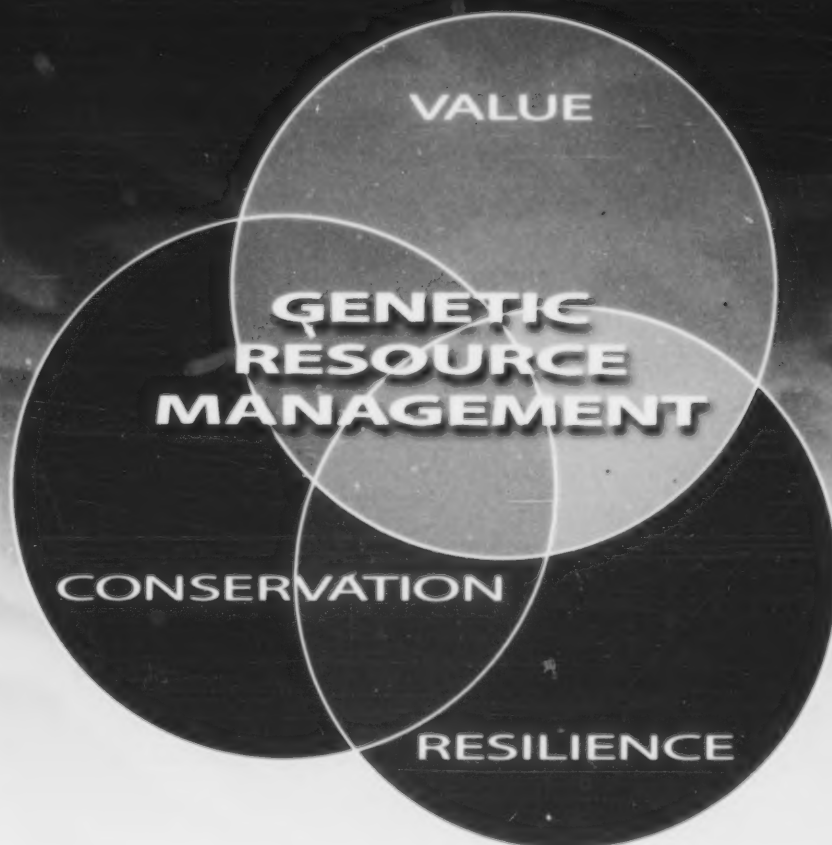 VALUE
GENETIC
RESOURCE
MANAGEMENT
CONSERVATION
RESILIENCE